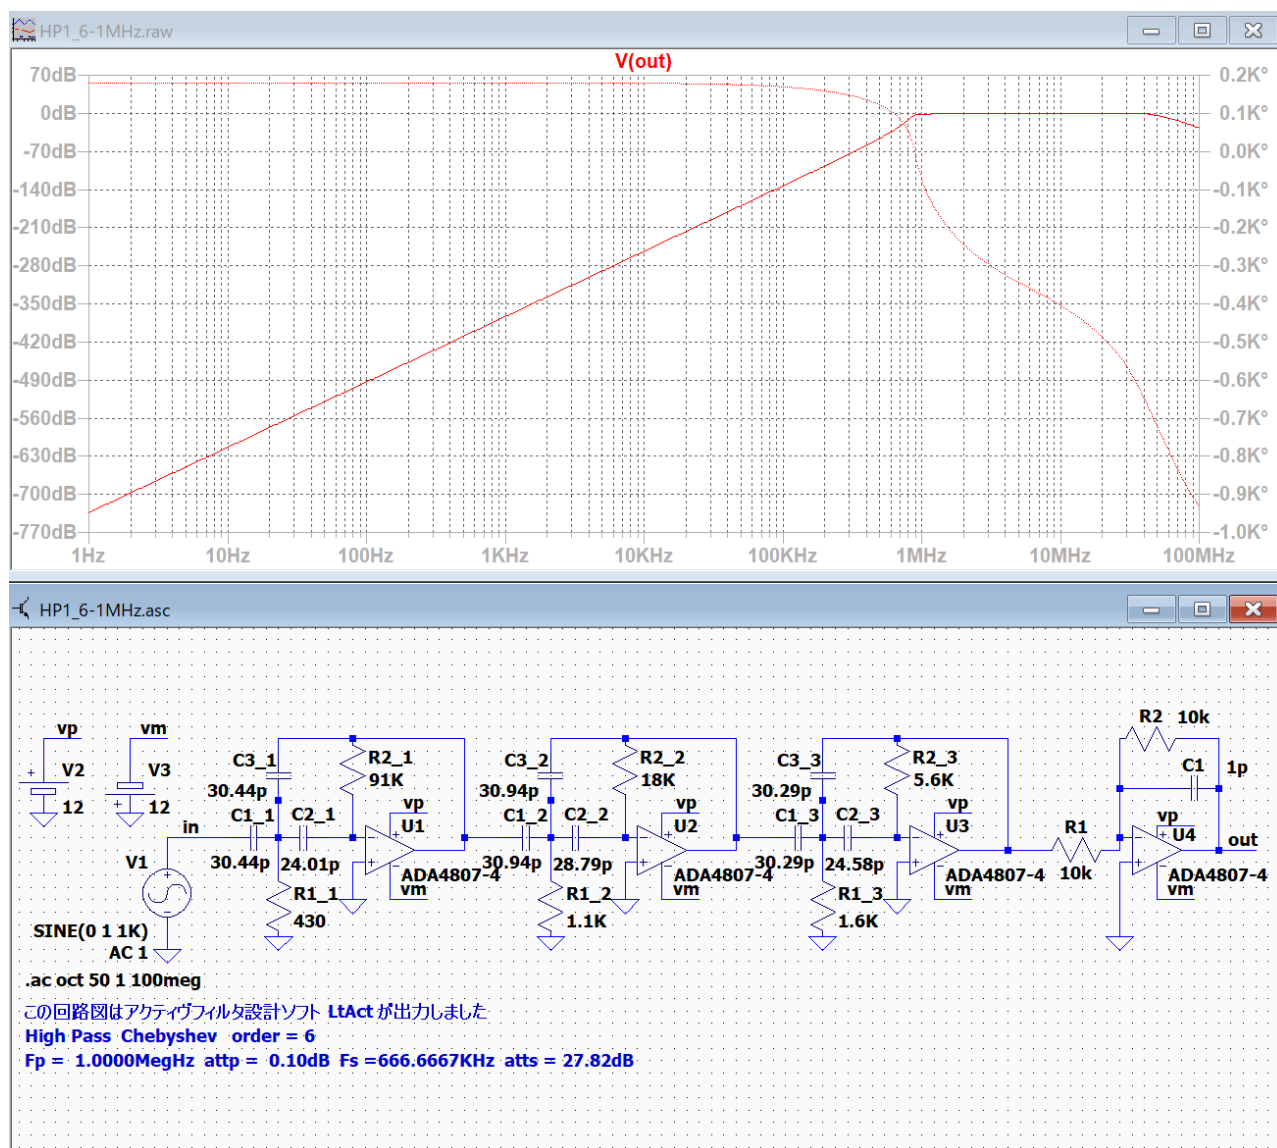 HP1_6-1MHz.raw
V(out)
70dB
0dB
-70dB
-140dB
-210dB
-280dB
-350dB
-420dB
-490dB
-560dB
-630dB
-700dB
-770dB
0.2K°
0.1K°
0.0K°
-0.1K°
-0.2K°
-0.3K°
-0.4K°
-0.5K°
-0.6K°
-0.7K°
-0.8K°
-0.9K°
-1.0K°
1Hz 10Hz 100Hz 1KHz 10KHz 100KHz 1MHz 10MHz 100MHz
HP1_6-1MHz.asc
vp
V2
12
vm
V3
12
in
V1
SINE(0 1 1K)
AC 1
C3_1
30.44p
C1_1
30.44p
C2_1
24.01p
R2_1
91K
R1_1
430
vp
U1
ADA4807-4
vm
C3_2
30.94p
C1_2
30.94p
C2_2
28.79p
R2_2
18K
R1_2
1.1K
vp
U2
ADA4807-4
vm
C3_3
30.29p
C1_3
30.29p
C2_3
24.58p
R2_3
5.6K
R1_3
1.6K
vp
U3
ADA4807-4
vm
R1
10k
R2 10k
C1
1p
vp
U4
ADA4807-4
vm
out
.ac oct 50 1 100meg
この回路図はアクティヴフィルタ設計ソフト LtAct が出力しました
High Pass Chebyshev order = 6
Fp = 1.0000MegHz attp = 0.10dB Fs =666.6667KHz atts = 27.82dB